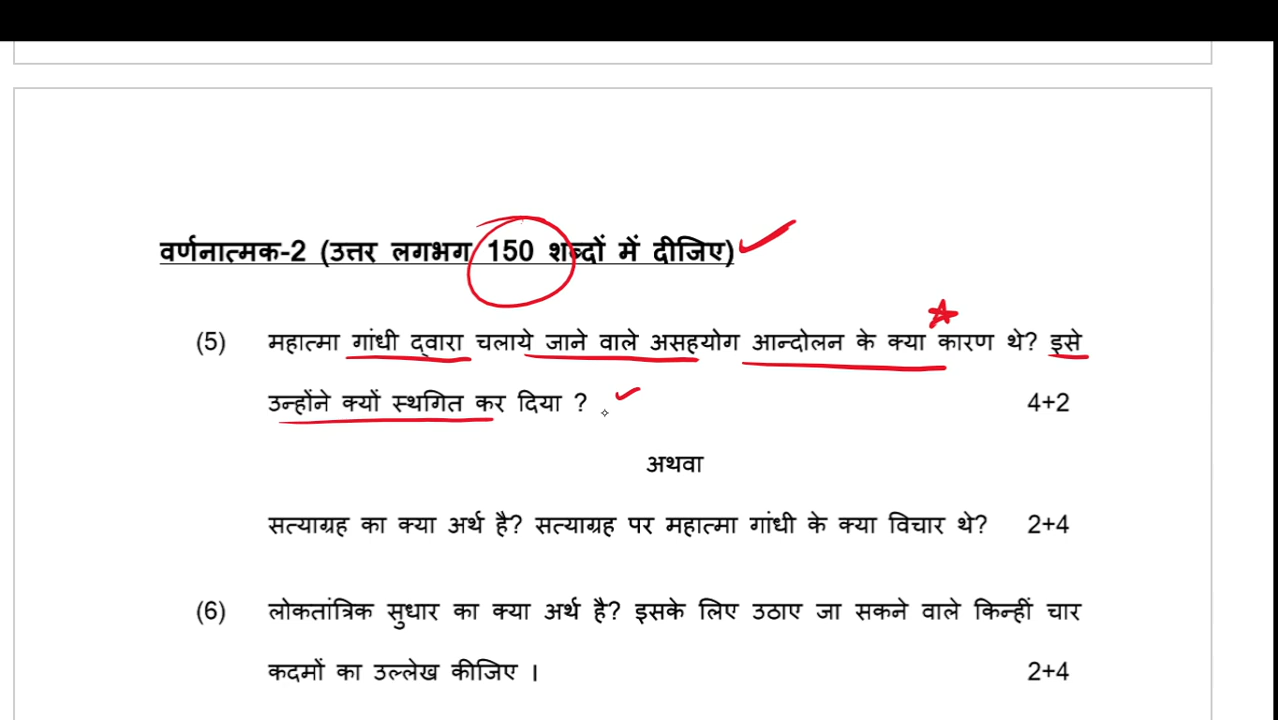 वर्णनात्मक-2 (उत्तर लगभग 150 शब्दों में दीजिए)
(5) महात्मा गांधी द्वारा चलाये जाने वाले असहयोग आन्दोलन के क्या कारण थे? इसे
उन्होंने क्यों स्थगित कर दिया ? 4+2
अथवा
सत्याग्रह का क्या अर्थ है? सत्याग्रह पर महात्मा गांधी के क्या विचार थे? 2+4
(6) लोकतांत्रिक सुधार का क्या अर्थ है? इसके लिए उठाए जा सकने वाले किन्हीं चार
कदमों का उल्लेख कीजिए । 2+4